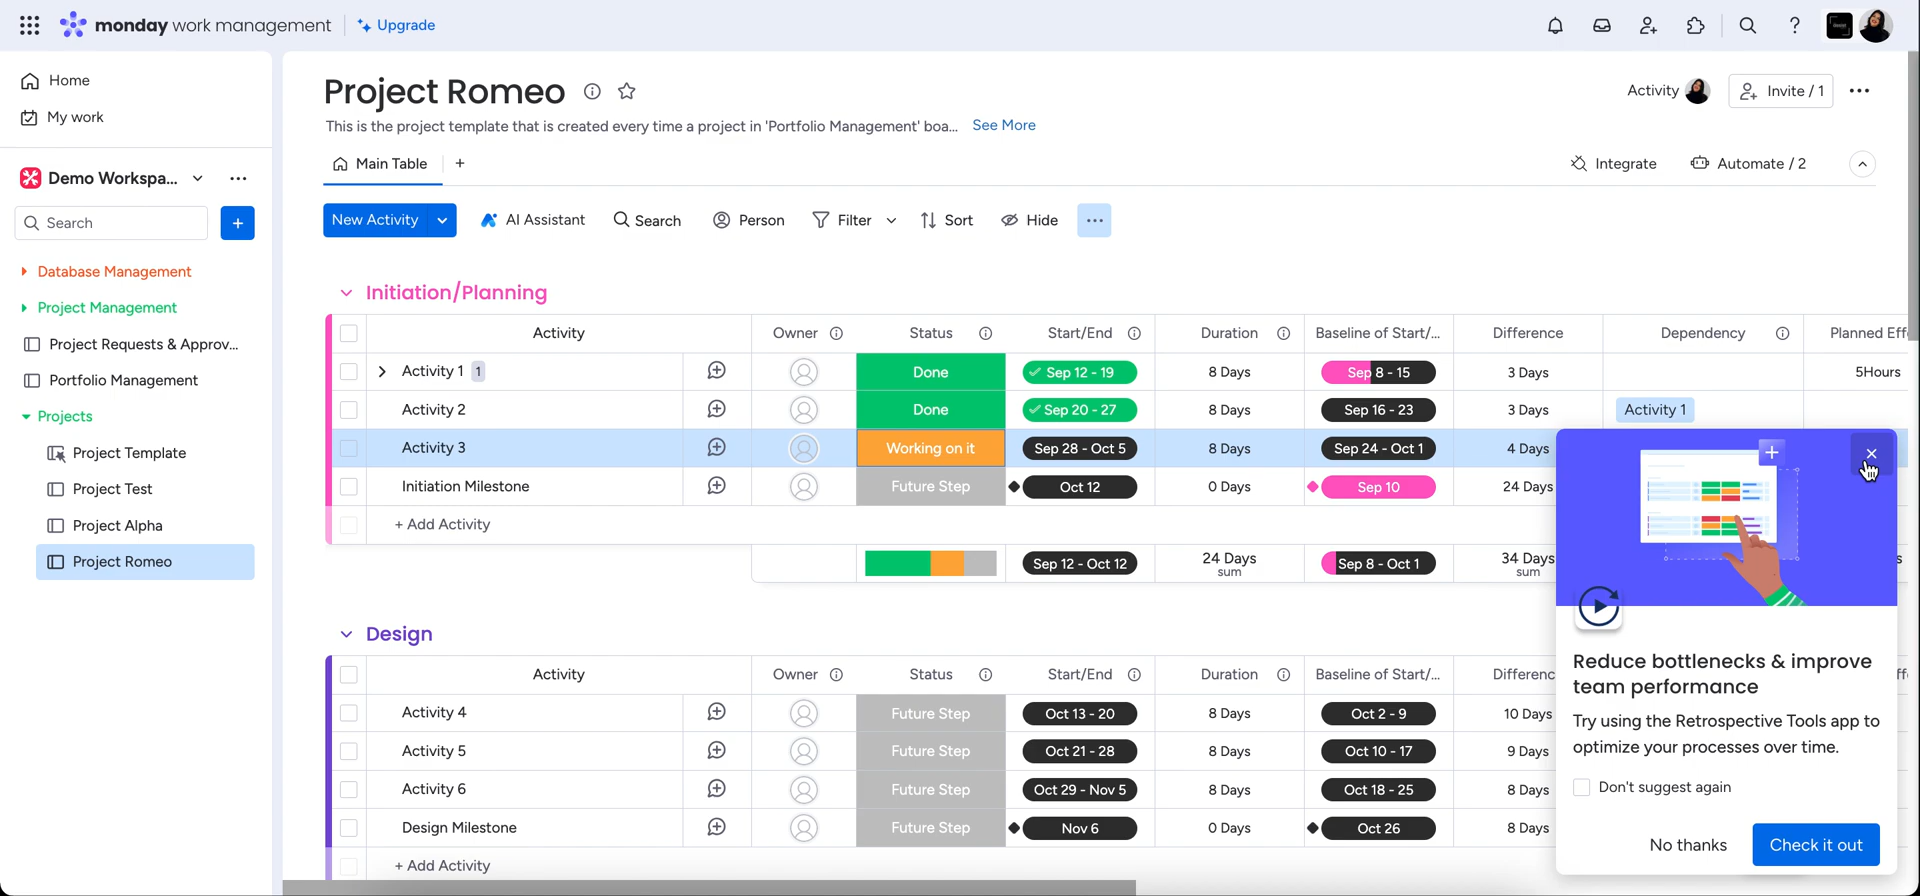 monday work management
Upgrade
Home
My work
Demo Workspa...
Search
Database Management
Project Management
Project Requests & Approv...
Portfolio Management
Projects
Project Template
Project Test
Project Alpha
Project Romeo
Project Romeo
Activity
Invite / 1
This is the project template that is created every time a project in 'Portfolio Management' boa... See More
Main Table
Integrate
Automate / 2
New Activity
AI Assistant
Search
Person
Filter
Sort
Hide
Initiation/Planning
Activity Owner Status Start/End Duration Baseline of Start/... Difference Dependency Planned Eff
Activity 1 1 Done Sep 12 - 19 8 Days Sep 8 - 15 3 Days 5Hours
Activity 2 Done Sep 20 - 27 8 Days Sep 16 - 23 3 Days Activity 1
Activity 3 Working on it Sep 28 - Oct 5 8 Days Sep 24 - Oct 1 4 Days
Initiation Milestone Future Step Oct 12 0 Days Sep 10 24 Days
+ Add Activity
Sep 12 - Oct 12 24 Days Sep 8 - Oct 1 34 Days
sum sum
Design
Activity Owner Status Start/End Duration Baseline of Start/... Differenc
Activity 4 Future Step Oct 13 - 20 8 Days Oct 2 - 9 10 Days
Activity 5 Future Step Oct 21 - 28 8 Days Oct 10 - 17 9 Days
Activity 6 Future Step Oct 29 - Nov 5 8 Days Oct 18 - 25 8 Days
Design Milestone Future Step Nov 6 0 Days Oct 26 8 Days
+ Add Activity
Reduce bottlenecks & improve
team performance
Try using the Retrospective Tools app to
optimize your processes over time.
Don't suggest again
No thanks
Check it out